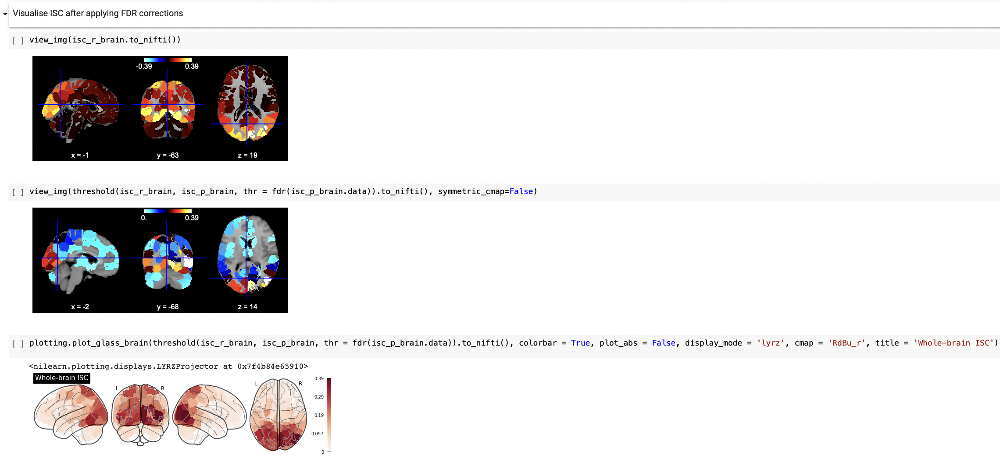 Visualise ISC after applying FDR corrections
[ ] view_img(isc_r_brain.to_nifti())
-0.39 0.39
x = -1 y = -63 z = 19
[ ] view_img(threshold(isc_r_brain, isc_p_brain, thr = fdr(isc_p_brain.data)).to_nifti(), symmetric_cmap=False)
0. 0.39
x = -2 y = -68 z = 14
[ ] plotting.plot_glass_brain(threshold(isc_r_brain, isc_p_brain, thr = fdr(isc_p_brain.data)).to_nifti(), colorbar = True, plot_abs = False, display_mode = 'lyrz', cmap = 'RdBu_r', title = 'Whole-brain ISC')
<nilearn.plotting.displays.LYRZProjector at 0x7f4b84e65910>
Whole-brain ISC
L R L R
0.39
0.29
0.19
0.097
0